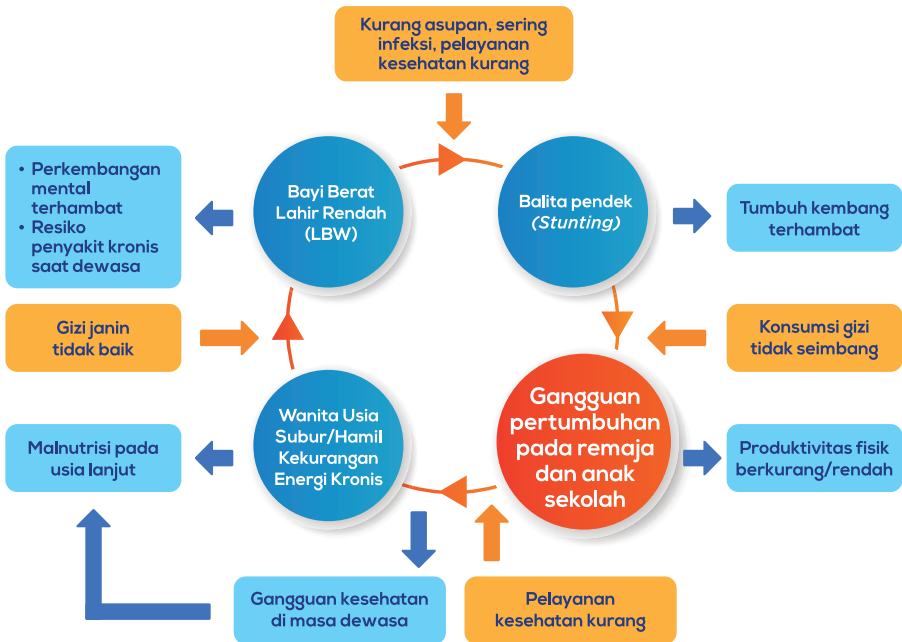 Kurang asupan, sering
infeksi, pelayanan
kesehatan kurang
• Perkembangan
mental
terhambat
• Resiko
penyakit kronis
saat dewasa
Bayi Berat
Lahir Rendah
(LBW)
Balita pendek
(Stunting)
Tumbuh kembang
terhambat
Gizi janin
tidak baik
Konsumsi gizi
tidak seimbang
Malnutrisi pada
usia lanjut
Wanita Usia
Subur/Hamil
Kekurangan
Energi Kronis
Gangguan
pertumbuhan
pada remaja
dan anak
sekolah
Produktivitas fisik
berkurang/rendah
Gangguan kesehatan
di masa dewasa
Pelayanan
kesehatan kurang